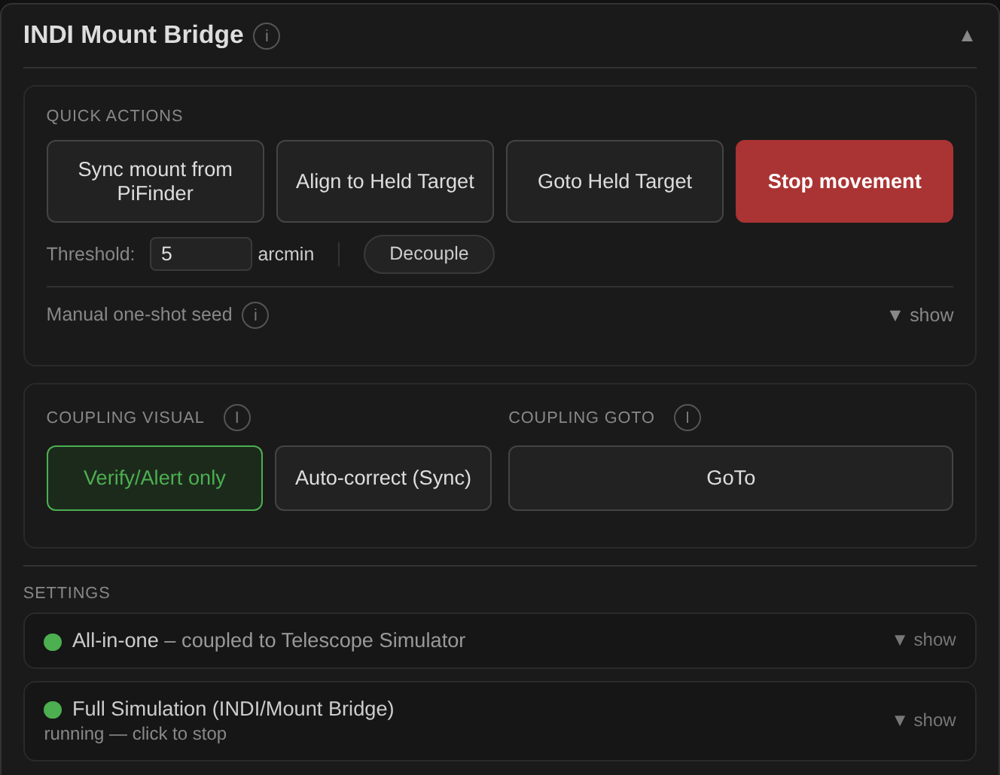 INDI Mount Bridge i ▲
QUICK ACTIONS
Sync mount from
PiFinder
Align to Held Target
Goto Held Target
Stop movement
Threshold: 5 arcmin Decouple
Manual one-shot seed i ▼ show
COUPLING VISUAL I
COUPLING GOTO I
Verify/Alert only
Auto-correct (Sync)
GoTo
SETTINGS
All-in-one – coupled to Telescope Simulator ▼ show
Full Simulation (INDI/Mount Bridge)
running — click to stop
▼ show